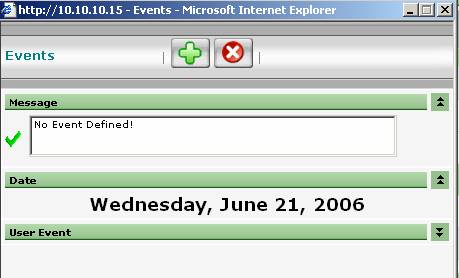 http://10.10.10.15 - Events - Microsoft Internet Explorer
Events
Message
No Event Defined!
Date
Wednesday, June 21, 2006
User Event